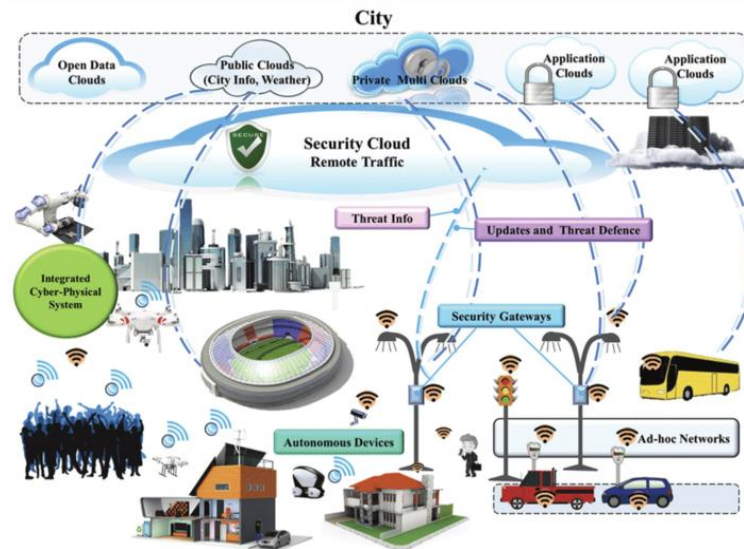 City
Open Data
Clouds
Public Clouds
(City Info, Weather)
Private Multi Clouds
Application
Clouds
Application
Clouds
SECURE
Security Cloud
Remote Traffic
Threat Info
Updates and Threat Defence
Integrated
Cyber-Physical
System
Security Gateways
Autonomous Devices
Ad-hoc Networks